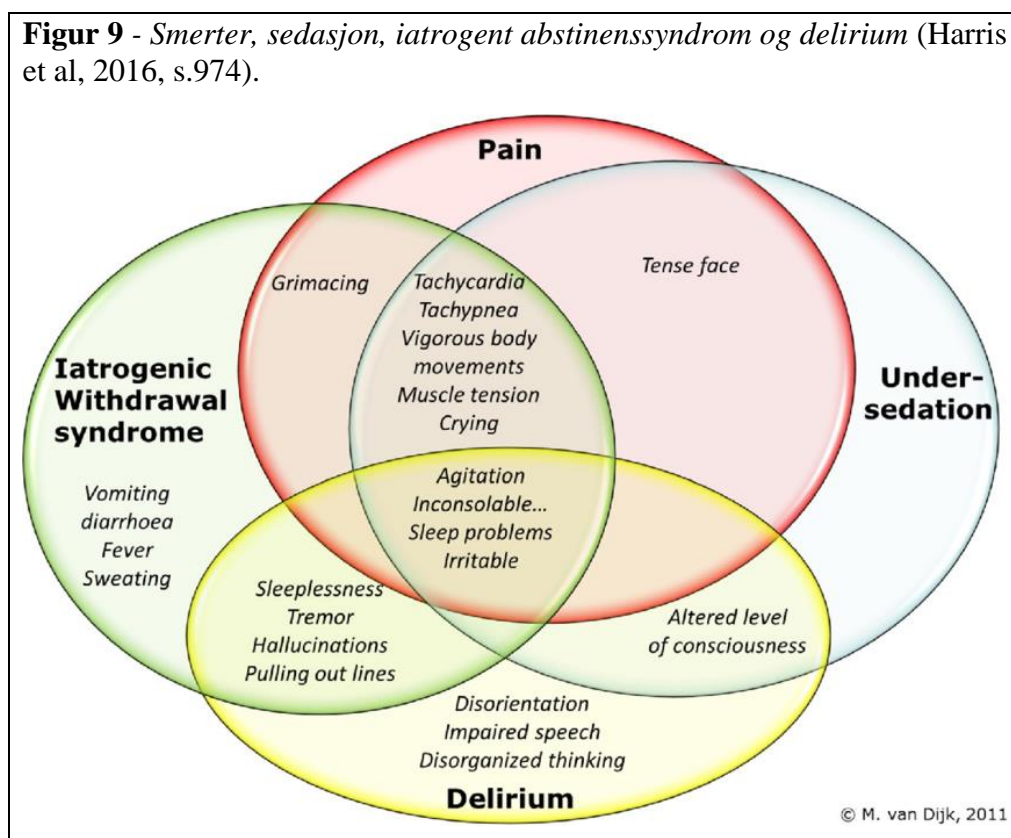 Figur 9 - Smerter, sedasjon, iatrogent abstinenssyndrom og delirium (Harris
et al, 2016, s.974).
Pain
Grimacing
Tachycardia
Tachypnea
Vigorous body
movements
Muscle tension
Crying
Tense face
Iatrogenic
Withdrawal
syndrome
Under-
sedation
Vomiting
diarrhoea
Fever
Sweating
Agitation
Inconsolable...
Sleep problems
Irritable
Sleeplessness
Tremor
Hallucinations
Pulling out lines
Altered level
of consciousness
Disorientation
Impaired speech
Disorganized thinking
Delirium
© M. van Dijk, 2011